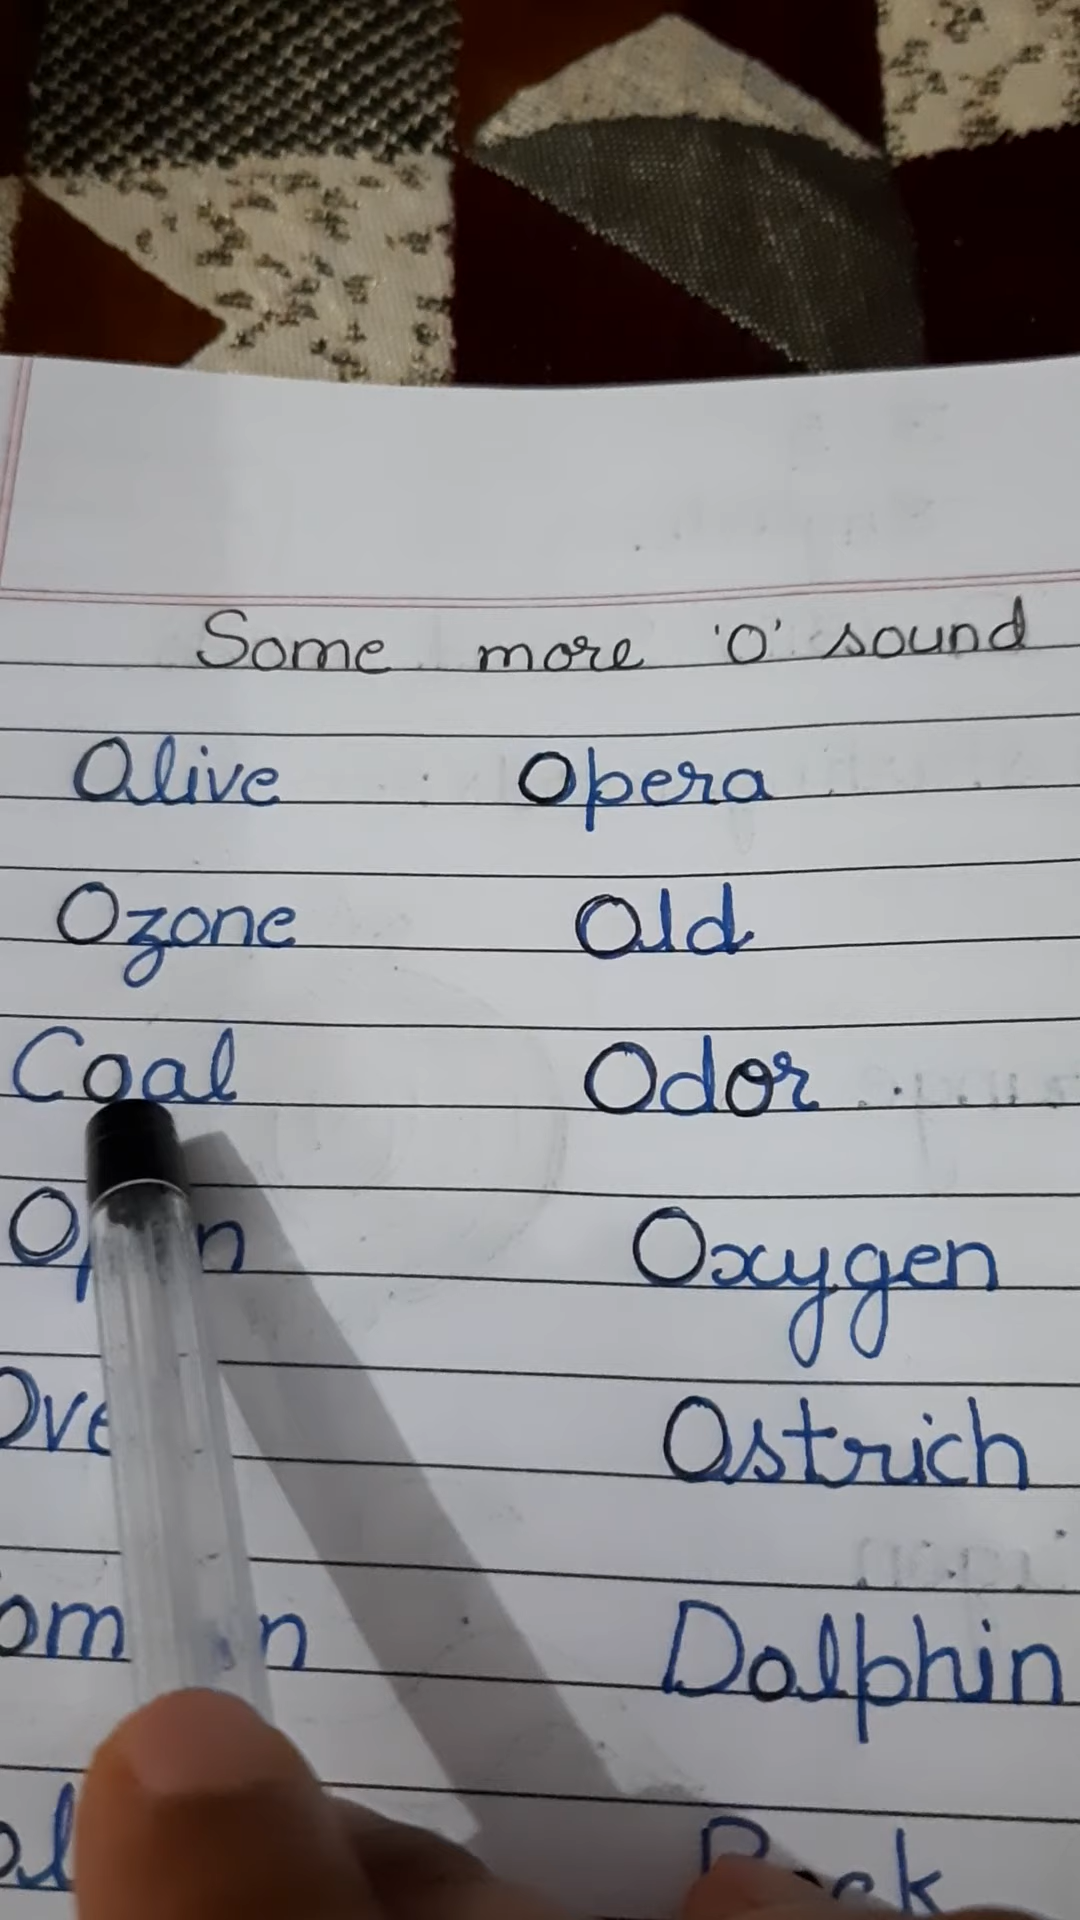 Some more 'O' sound
Olive Opera
Ozone Old
Coal Odor
Oxygen
Ostrich
Dolphin